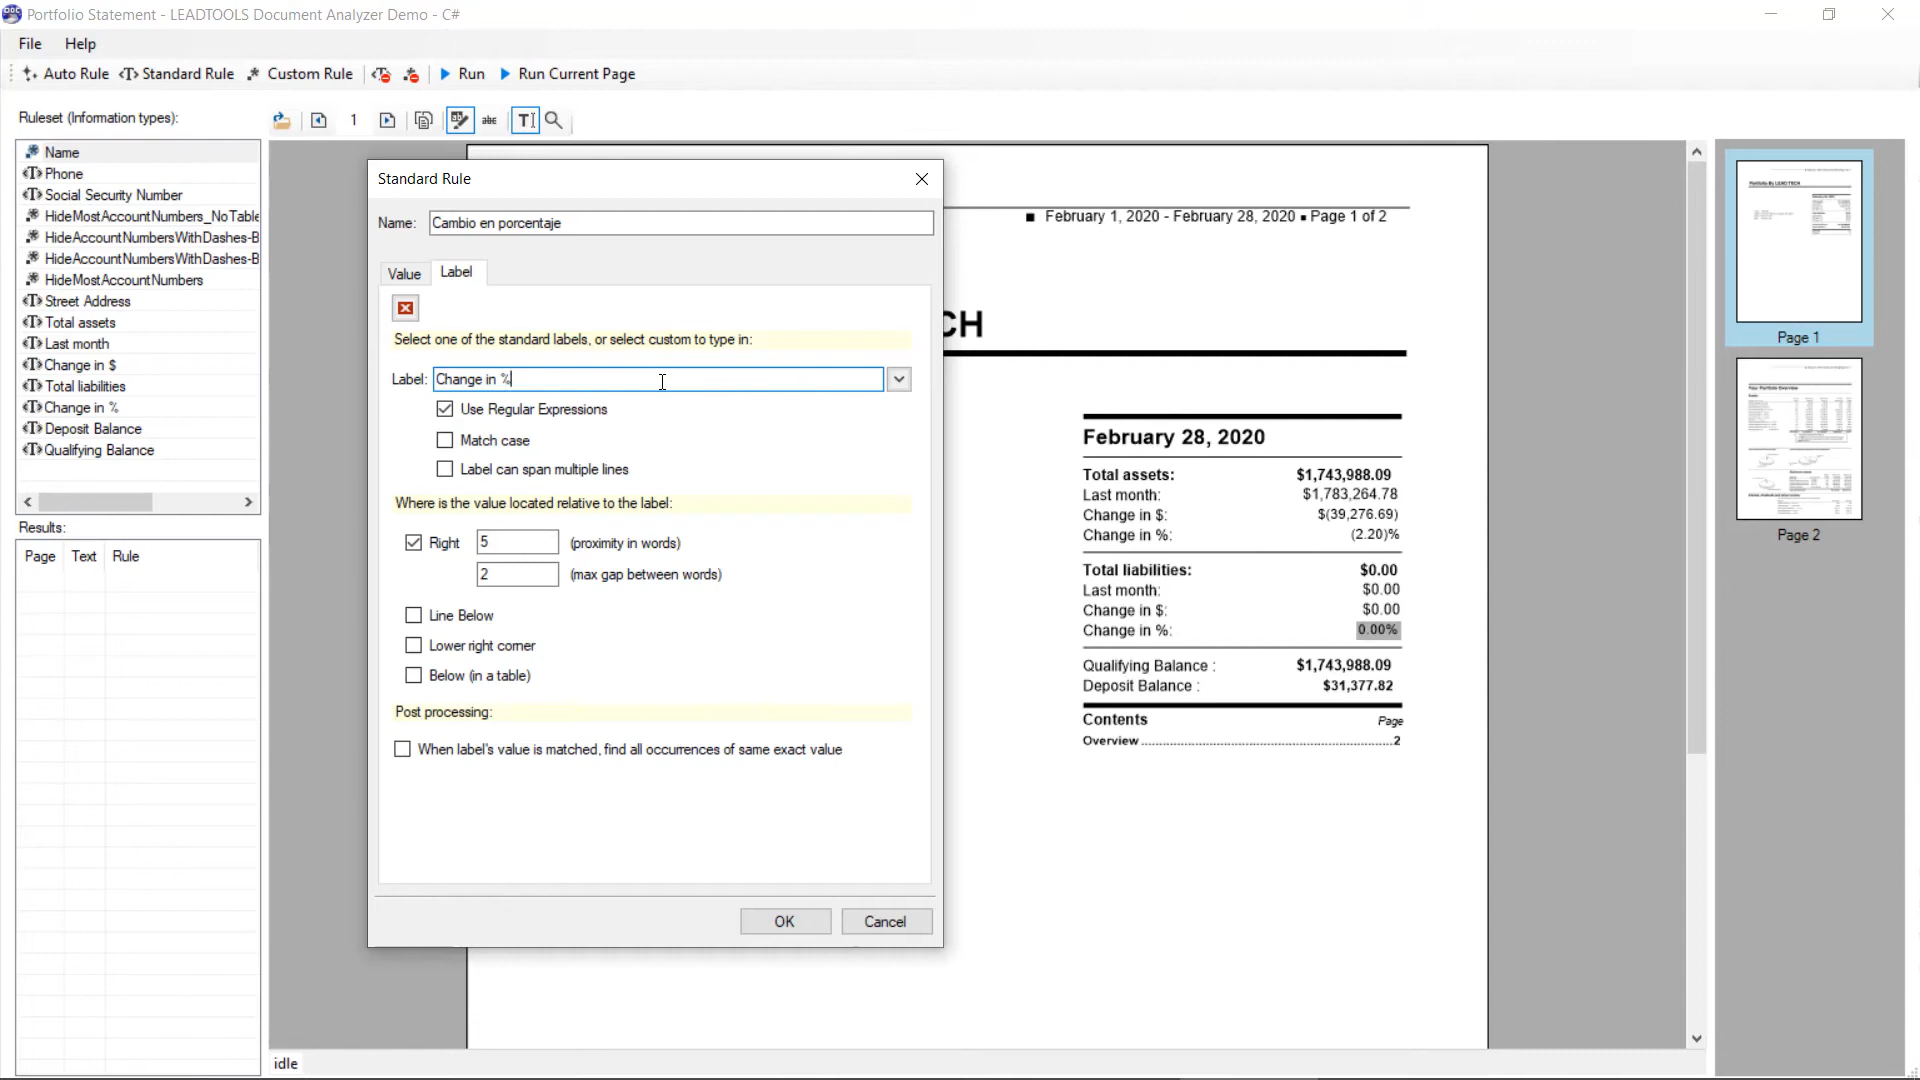 Portfolio Statement - LEADTOOLS Document Analyzer Demo - C#
File Help
Auto Rule Standard Rule Custom Rule Run Run Current Page
Ruleset (Information types):
1
Name
Phone
Social Security Number
HideMostAccountNumbers_NoTable
HideAccountNumbersWithDashes-B
HideAccountNumbersWithDashes-B
HideMostAccountNumbers
Street Address
Total assets
Last month
Change in $
Total liabilities
Change in %
Deposit Balance
Qualifying Balance
Results:
Page Text Rule
Standard Rule
Name: Cambio en porcentaje
Value Label
Select one of the standard labels, or select custom to type in:
Label: Change in %
Use Regular Expressions
Match case
Label can span multiple lines
Where is the value located relative to the label:
Right 5 (proximity in words)
2 (max gap between words)
Line Below
Lower right corner
Below (in a table)
Post processing:
When label's value is matched, find all occurrences of same exact value
OK Cancel
February 1, 2020 - February 28, 2020 ▪ Page 1 of 2
CH
February 28, 2020
Total assets: $1,743,988.09
Last month: $1,783,264.78
Change in $: $(39,276.69)
Change in %: (2.20)%
Total liabilities: $0.00
Last month: $0.00
Change in $: $0.00
Change in %: 0.00%
Qualifying Balance : $1,743,988.09
Deposit Balance : $31,377.82
Contents Page
Overview 2
Page 1
Page 2
idle